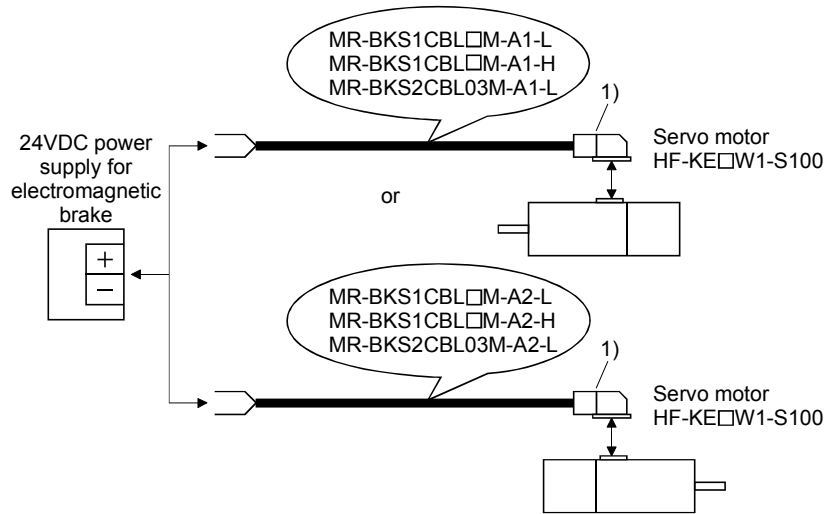 MR-BKS1CBL□M-A1-L
MR-BKS1CBL□M-A1-H
MR-BKS2CBL03M-A1-L
1)
24VDC power
supply for
electromagnetic
brake
Servo motor
HF-KE□W1-S100
or
+
−
MR-BKS1CBL□M-A2-L
MR-BKS1CBL□M-A2-H
MR-BKS2CBL03M-A2-L
1)
Servo motor
HF-KE□W1-S100